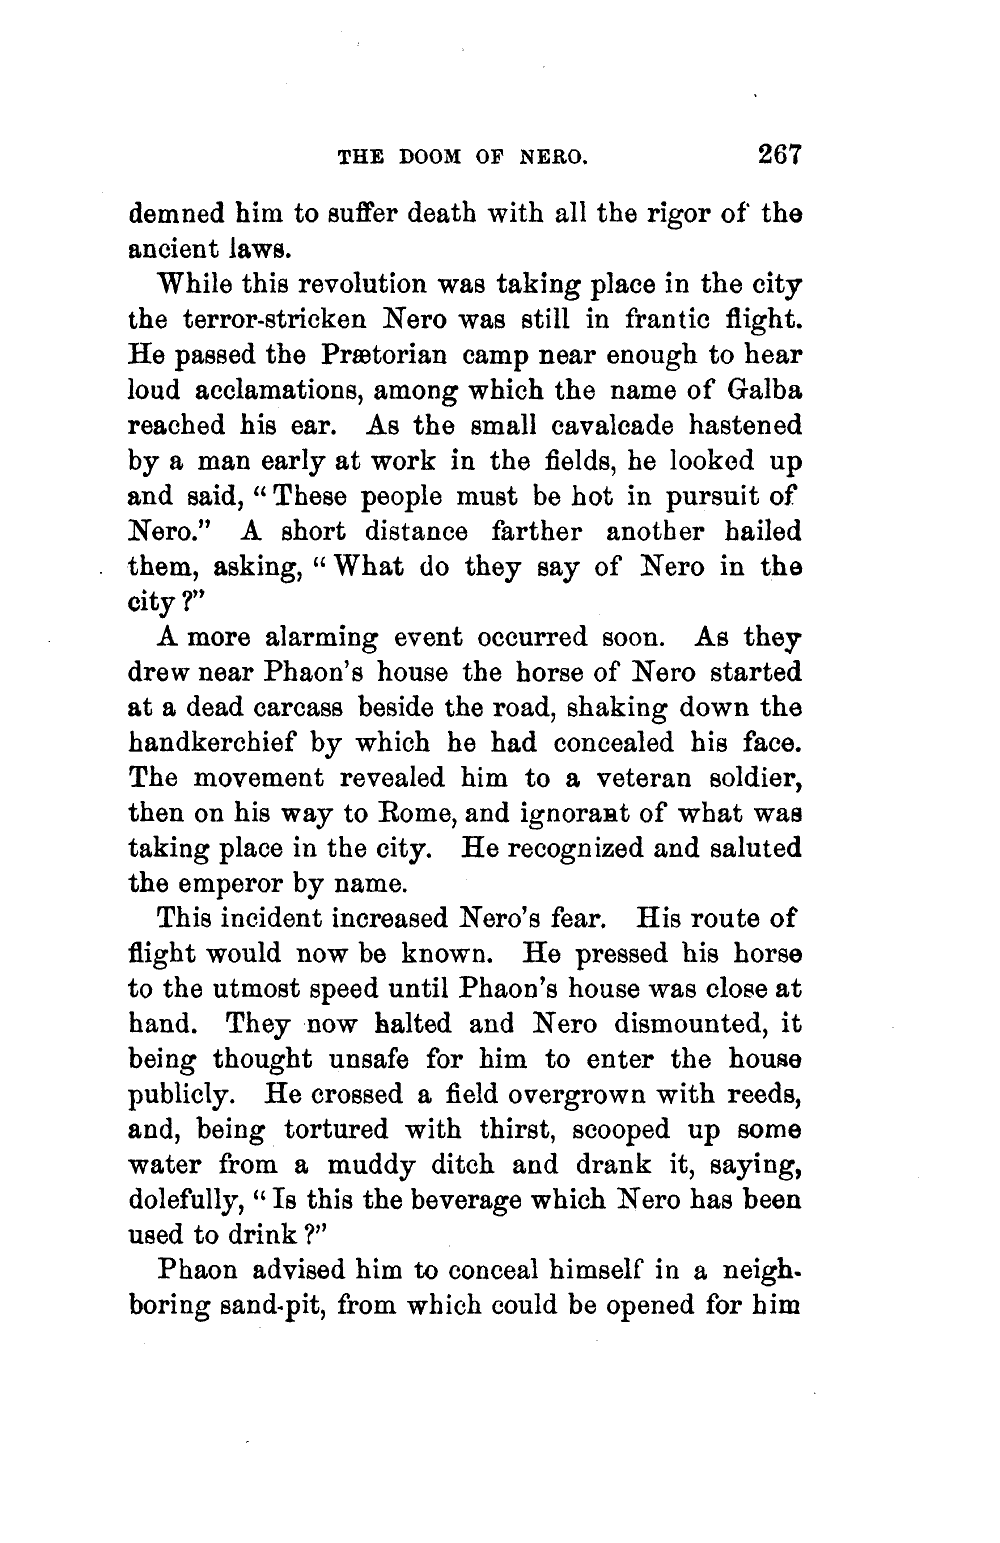 THE DOOM OF NERO. 267
demned him to suffer death with all the rigor of the
ancient laws.
While this revolution was taking place in the city
the terror-stricken Nero was still in frantic flight.
He passed the Prætorian camp near enough to hear
loud acclamations, among which the name of Galba
reached his ear. As the small cavalcade hastened
by a man early at work in the fields, he looked up
and said, “These people must be hot in pursuit of
Nero.” A short distance farther another hailed
them, asking, “What do they say of Nero in the
city?”
A more alarming event occurred soon. As they
drew near Phaon’s house the horse of Nero started
at a dead carcass beside the road, shaking down the
handkerchief by which he had concealed his face.
The movement revealed him to a veteran soldier,
then on his way to Rome, and ignorant of what was
taking place in the city. He recognized and saluted
the emperor by name.
This incident increased Nero’s fear. His route of
flight would now be known. He pressed his horse
to the utmost speed until Phaon’s house was close at
hand. They now halted and Nero dismounted, it
being thought unsafe for him to enter the house
publicly. He crossed a field overgrown with reeds,
and, being tortured with thirst, scooped up some
water from a muddy ditch and drank it, saying,
dolefully, “Is this the beverage which Nero has been
used to drink?”
Phaon advised him to conceal himself in a neigh-
boring sand-pit, from which could be opened for him